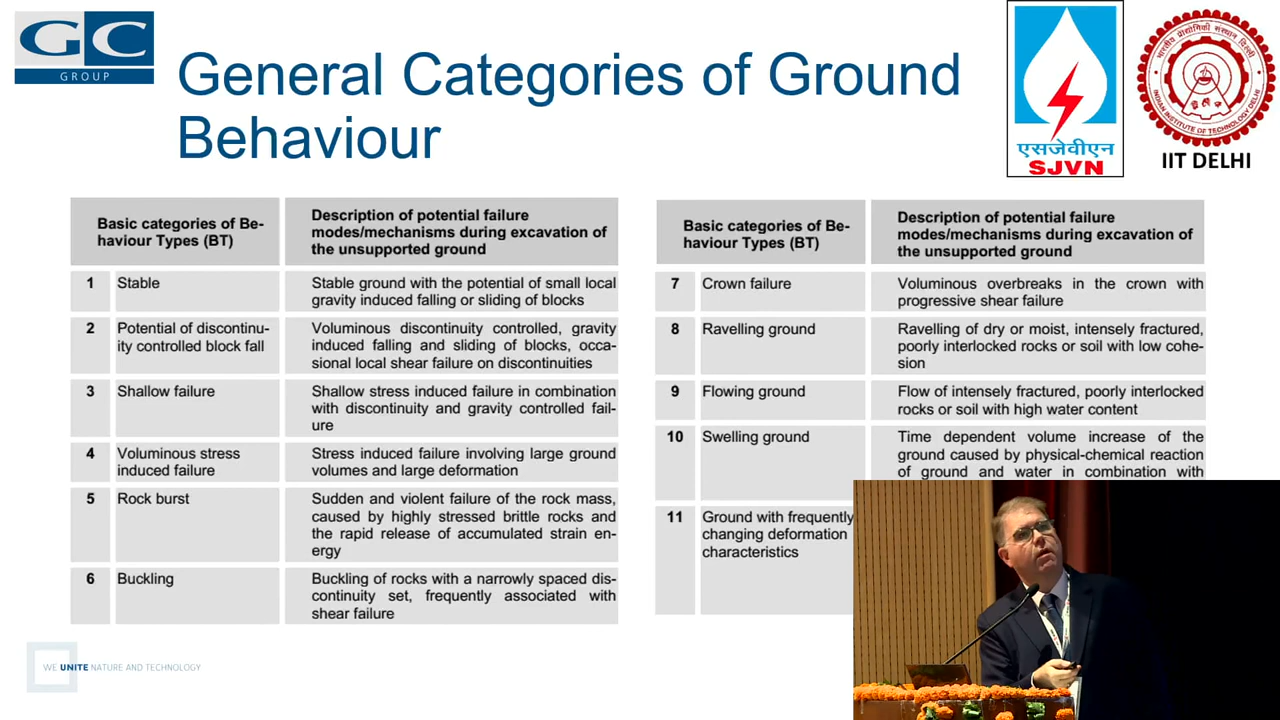 GC
GROUP
General Categories of Ground
Behaviour
एसजेवीएन
SJVN
भारतीय प्रौद्योगिकी संस्थान दिल्ली
INDIAN INSTITUTE OF TECHNOLOGY DELHI
IIT DELHI
Basic categories of Be-
haviour Types (BT)
Description of potential failure
modes/mechanisms during excavation of
the unsupported ground
1
Stable
Stable ground with the potential of small local
gravity induced falling or sliding of blocks
2
Potential of discontinu-
ity controlled block fall
Voluminous discontinuity controlled, gravity
induced falling and sliding of blocks, occa-
sional local shear failure on discontinuities
3
Shallow failure
Shallow stress induced failure in combination
with discontinuity and gravity controlled fail-
ure
4
Voluminous stress
induced failure
Stress induced failure involving large ground
volumes and large deformation
5
Rock burst
Sudden and violent failure of the rock mass,
caused by highly stressed brittle rocks and
the rapid release of accumulated strain en-
ergy
6
Buckling
Buckling of rocks with a narrowly spaced dis-
continuity set, frequently associated with
shear failure
Basic categories of Be-
haviour Types (BT)
Description of potential failure
modes/mechanisms during excavation of
the unsupported ground
7
Crown failure
Voluminous overbreaks in the crown with
progressive shear failure
8
Ravelling ground
Ravelling of dry or moist, intensely fractured,
poorly interlocked rocks or soil with low cohe-
sion
9
Flowing ground
Flow of intensely fractured, poorly interlocked
rocks or soil with high water content
10
Swelling ground
Time dependent volume increase of the
ground caused by physical-chemical reaction
of ground and water in combination with
11
Ground with frequently
changing deformation
characteristics
WE UNITE NATURE AND TECHNOLOGY